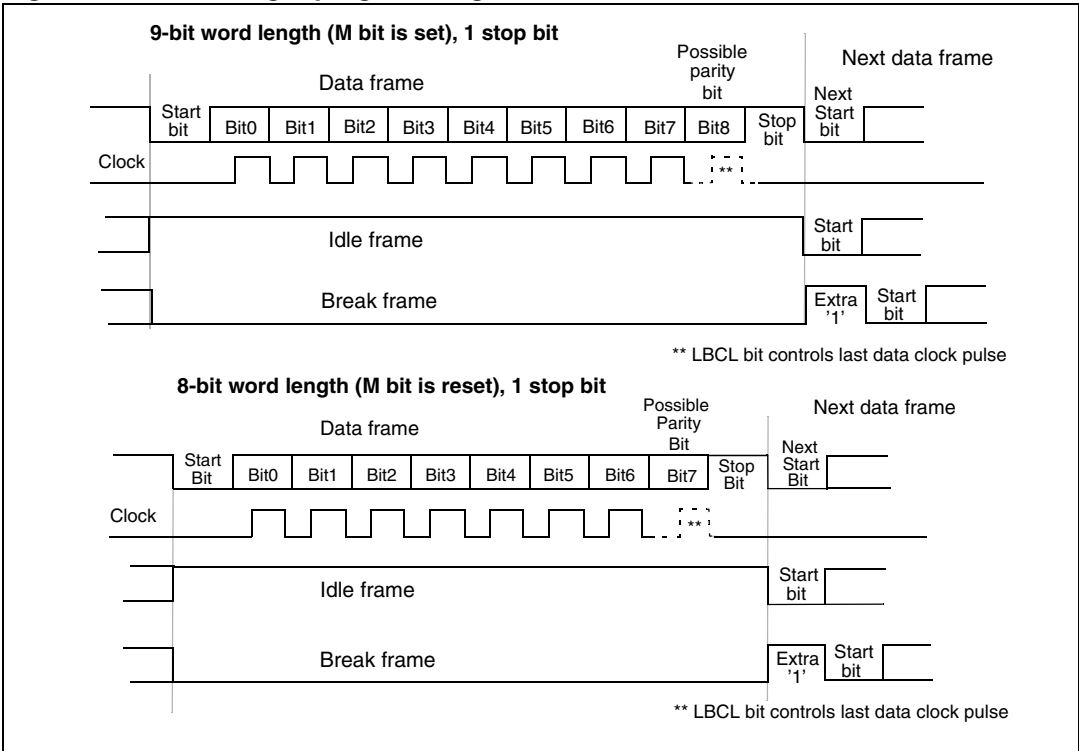 9-bit word length (M bit is set), 1 stop bit
Possible
parity
bit
Next data frame
Data frame
Next
Start
bit
Start
bit
Bit0 Bit1 Bit2 Bit3 Bit4 Bit5 Bit6 Bit7 Bit8
Stop
bit
Clock
**
Idle frame
Start
bit
Break frame
Extra
'1'
Start
bit
** LBCL bit controls last data clock pulse
8-bit word length (M bit is reset), 1 stop bit
Possible
Parity
Bit
Next data frame
Data frame
Next
Start
Bit
Start
Bit
Bit0 Bit1 Bit2 Bit3 Bit4 Bit5 Bit6 Bit7
Stop
Bit
Clock
**
Idle frame
Start
bit
Break frame
Extra
'1'
Start
bit
** LBCL bit controls last data clock pulse